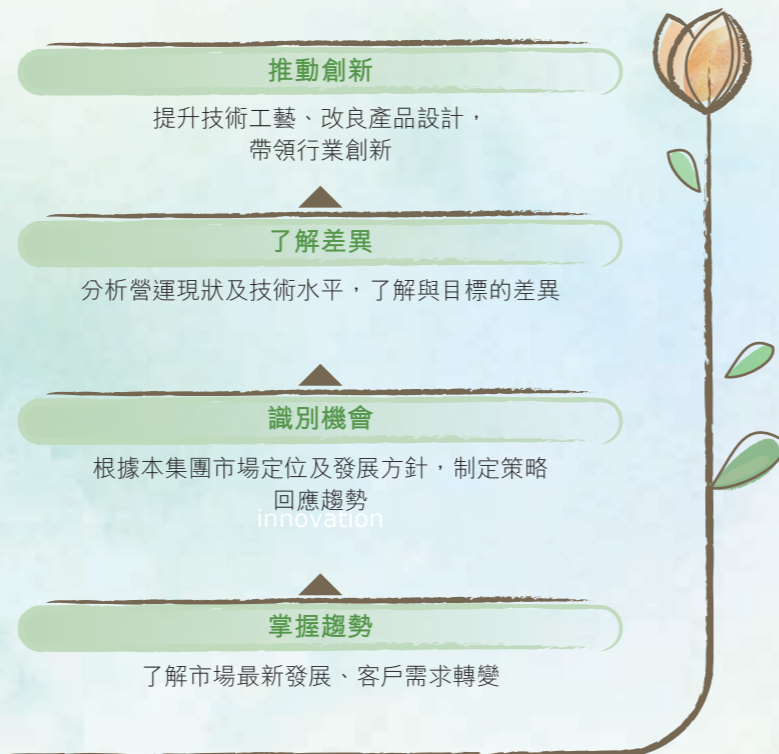 推動創新
提升技術工藝、改良產品設計，
帶領行業創新
了解差異
分析營運現狀及技術水平，了解與目標的差異
識別機會
根據本集團市場定位及發展方針，制定策略
回應趨勢
innovation
掌握趨勢
了解市場最新發展、客戶需求轉變